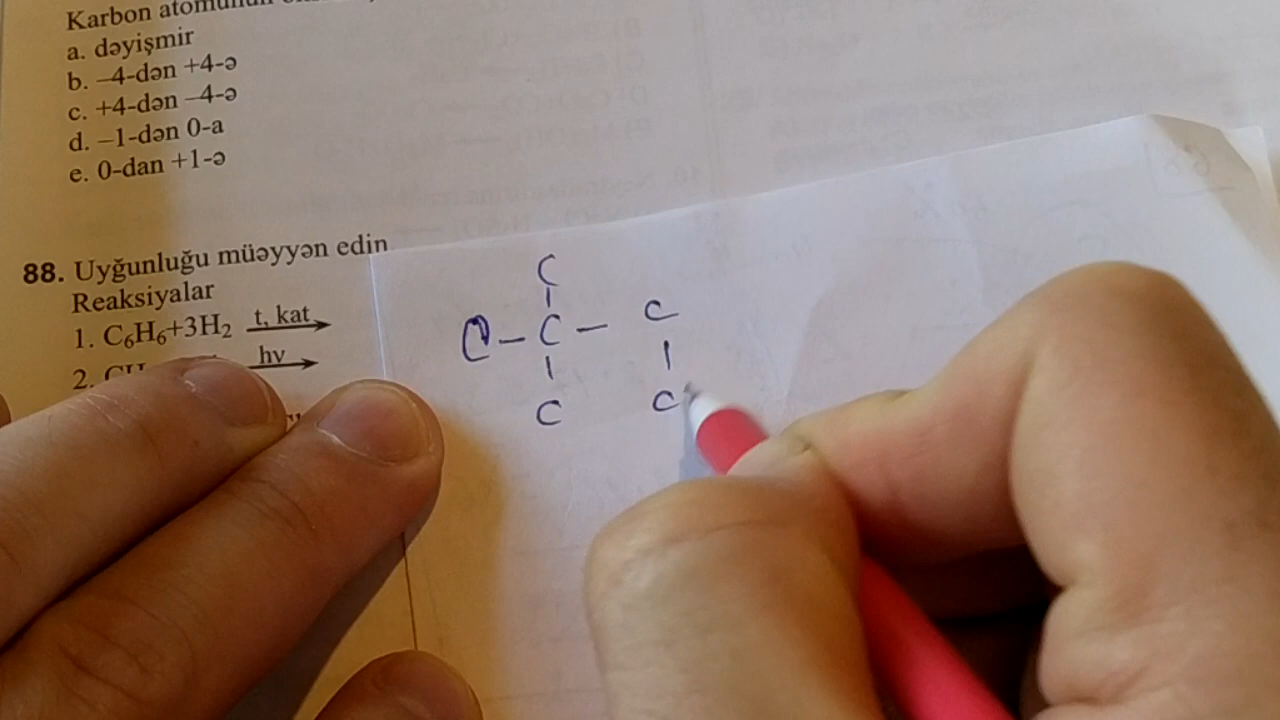 Karbon
a. dəyişmir
b. –4-dən +4-ə
c. +4-dən –4-ə
d. –1-dən 0-a
e. 0-dan +1-ə
88. Uyğunluğu müəyyən edin
Reaksiyalar
1. C₆H₆+3H₂ t, kat
2. hν
C
C – C – C
C C